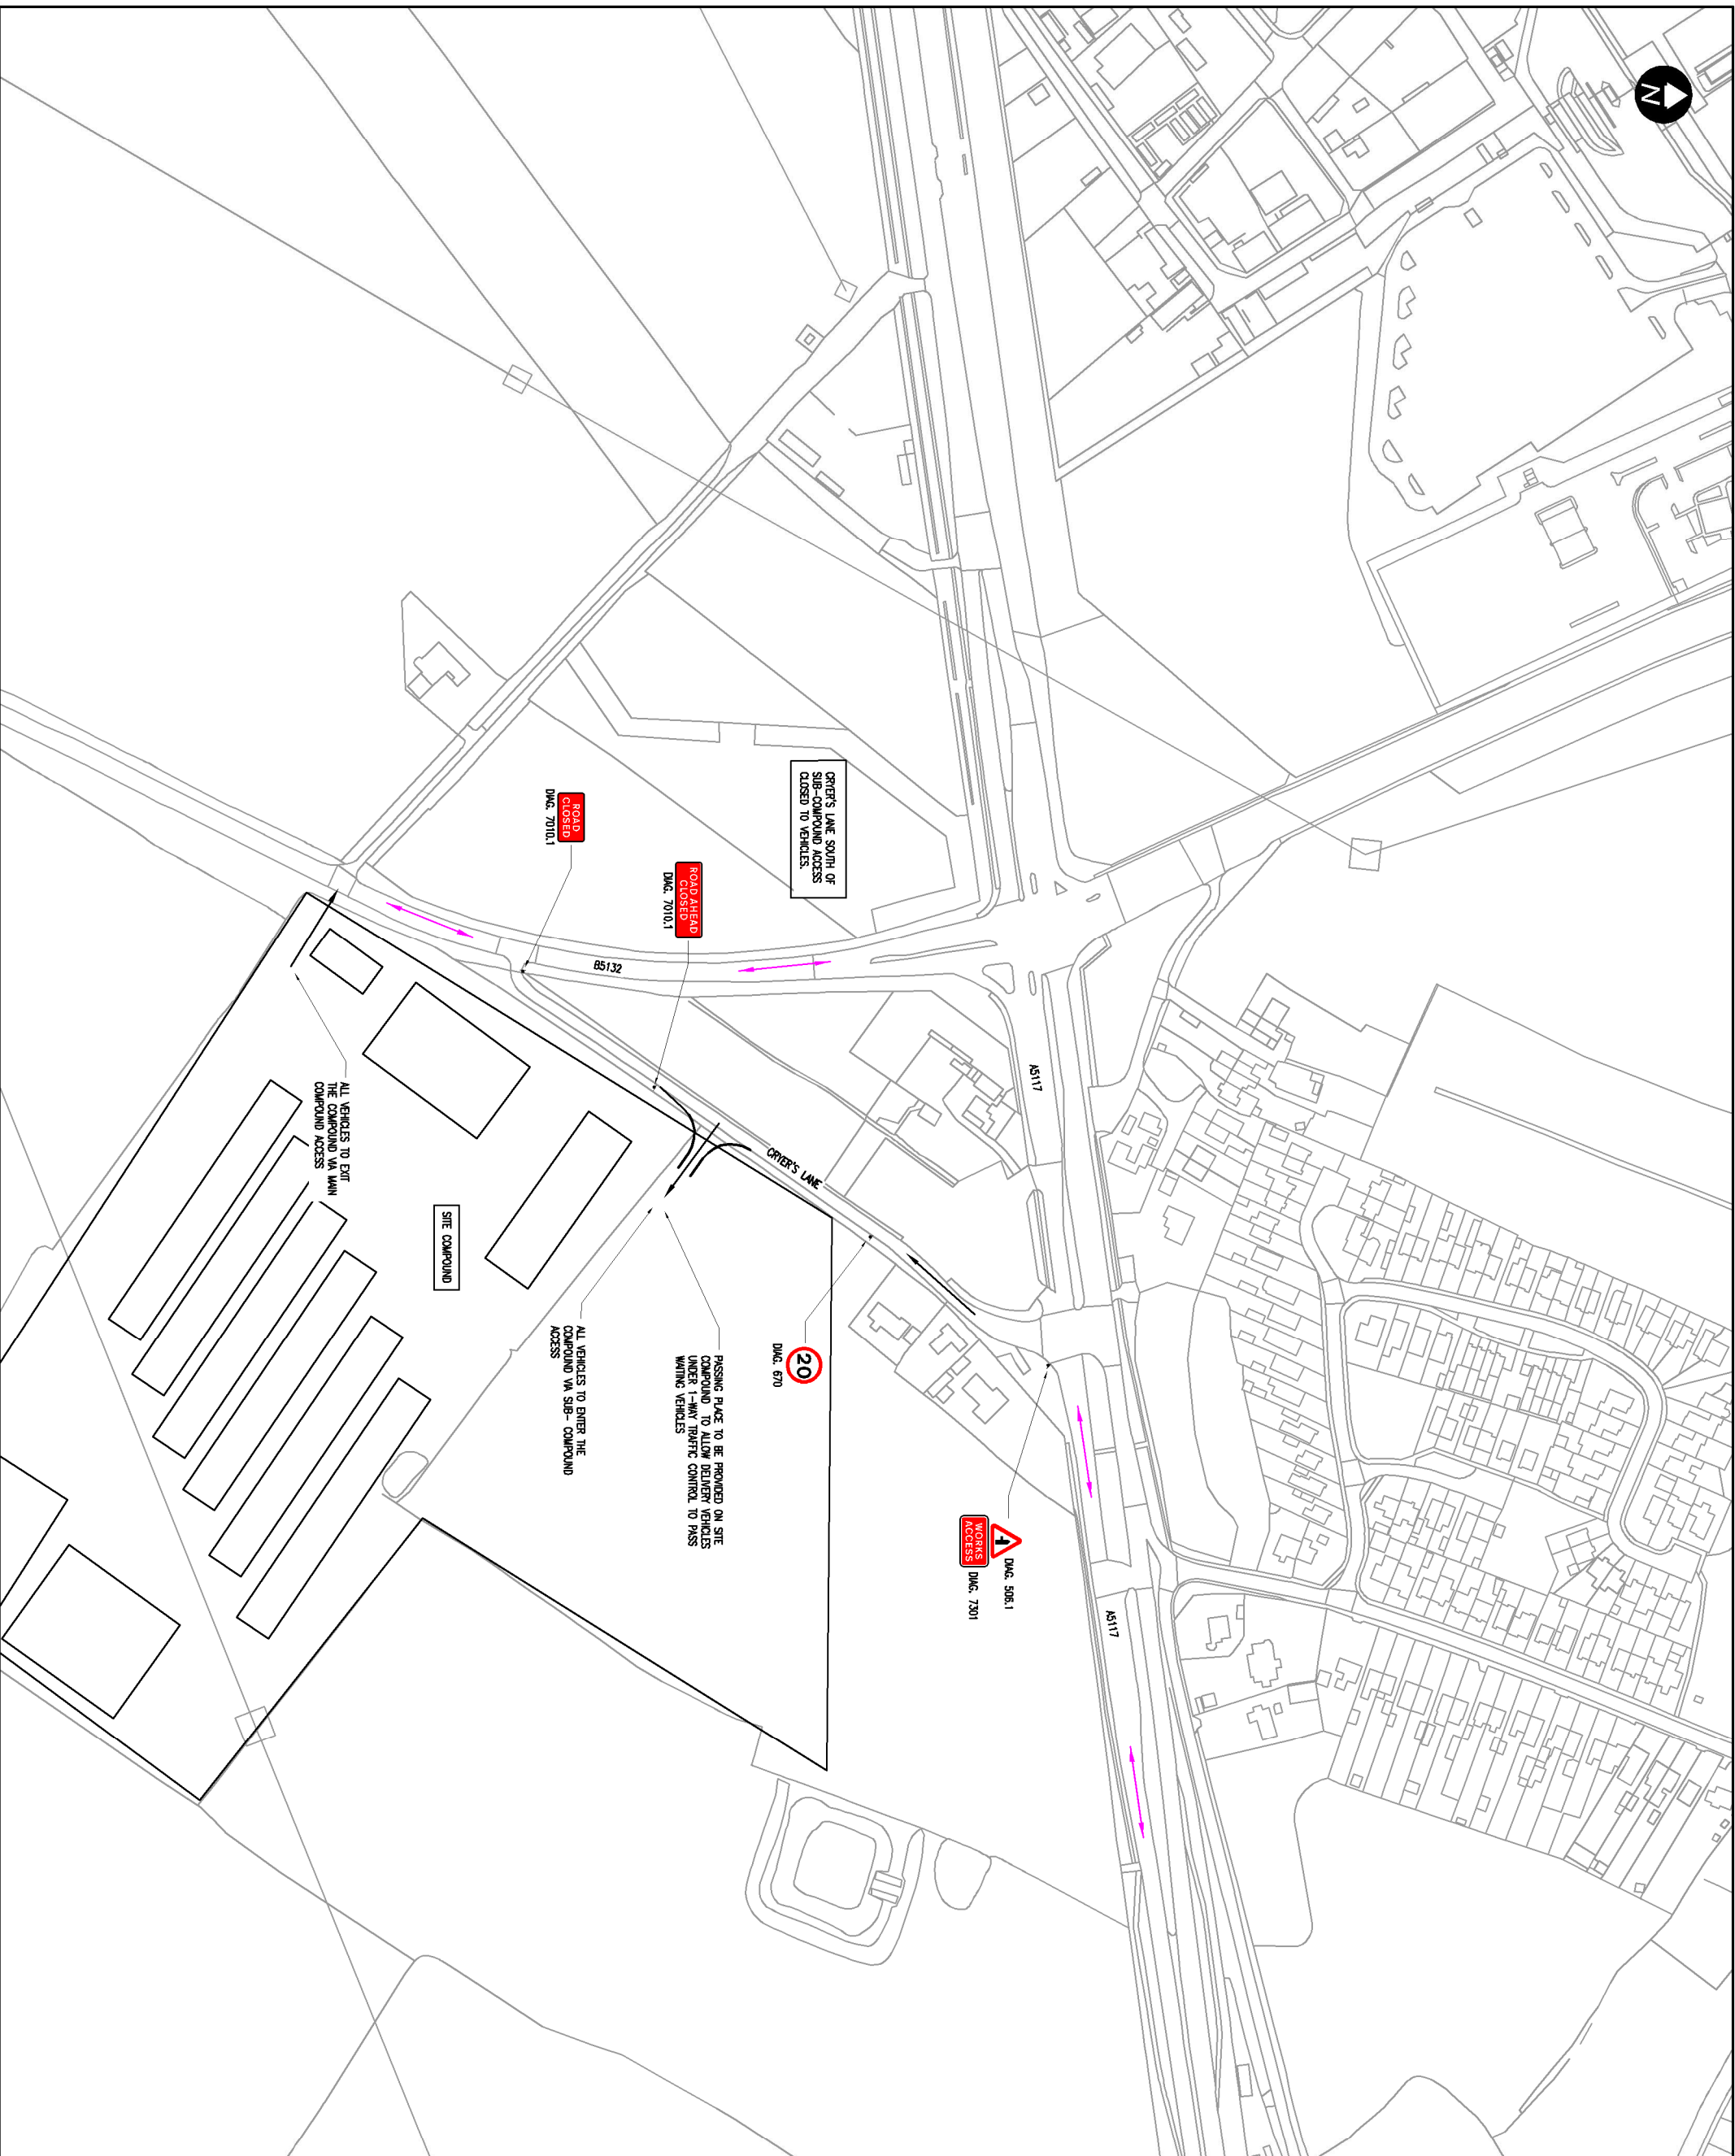 N
CRYER'S LANE SOUTH OF
SUB-COMPOUND ACCESS
CLOSED TO VEHICLES.
ROAD
CLOSED
DIAG. 7010.1
ROAD AHEAD
CLOSED
DIAG. 7010.1
B5132
A5117
CRYER'S LANE
ALL VEHICLES TO EXIT
THE COMPOUND VIA MAIN
COMPOUND ACCESS
SITE COMPOUND
ALL VEHICLES TO ENTER THE
COMPOUND VIA SUB- COMPOUND
ACCESS
PASSING PLACE TO BE PROVIDED ON SITE
COMPOUND TO ALLOW DELIVERY VEHICLES
UNDER 1-WAY TRAFFIC CONTROL TO PASS
WAITING VEHICLES
20
DIAG. 670
DIAG. 506.1
WORKS
ACCESS
DIAG. 7301
A5117